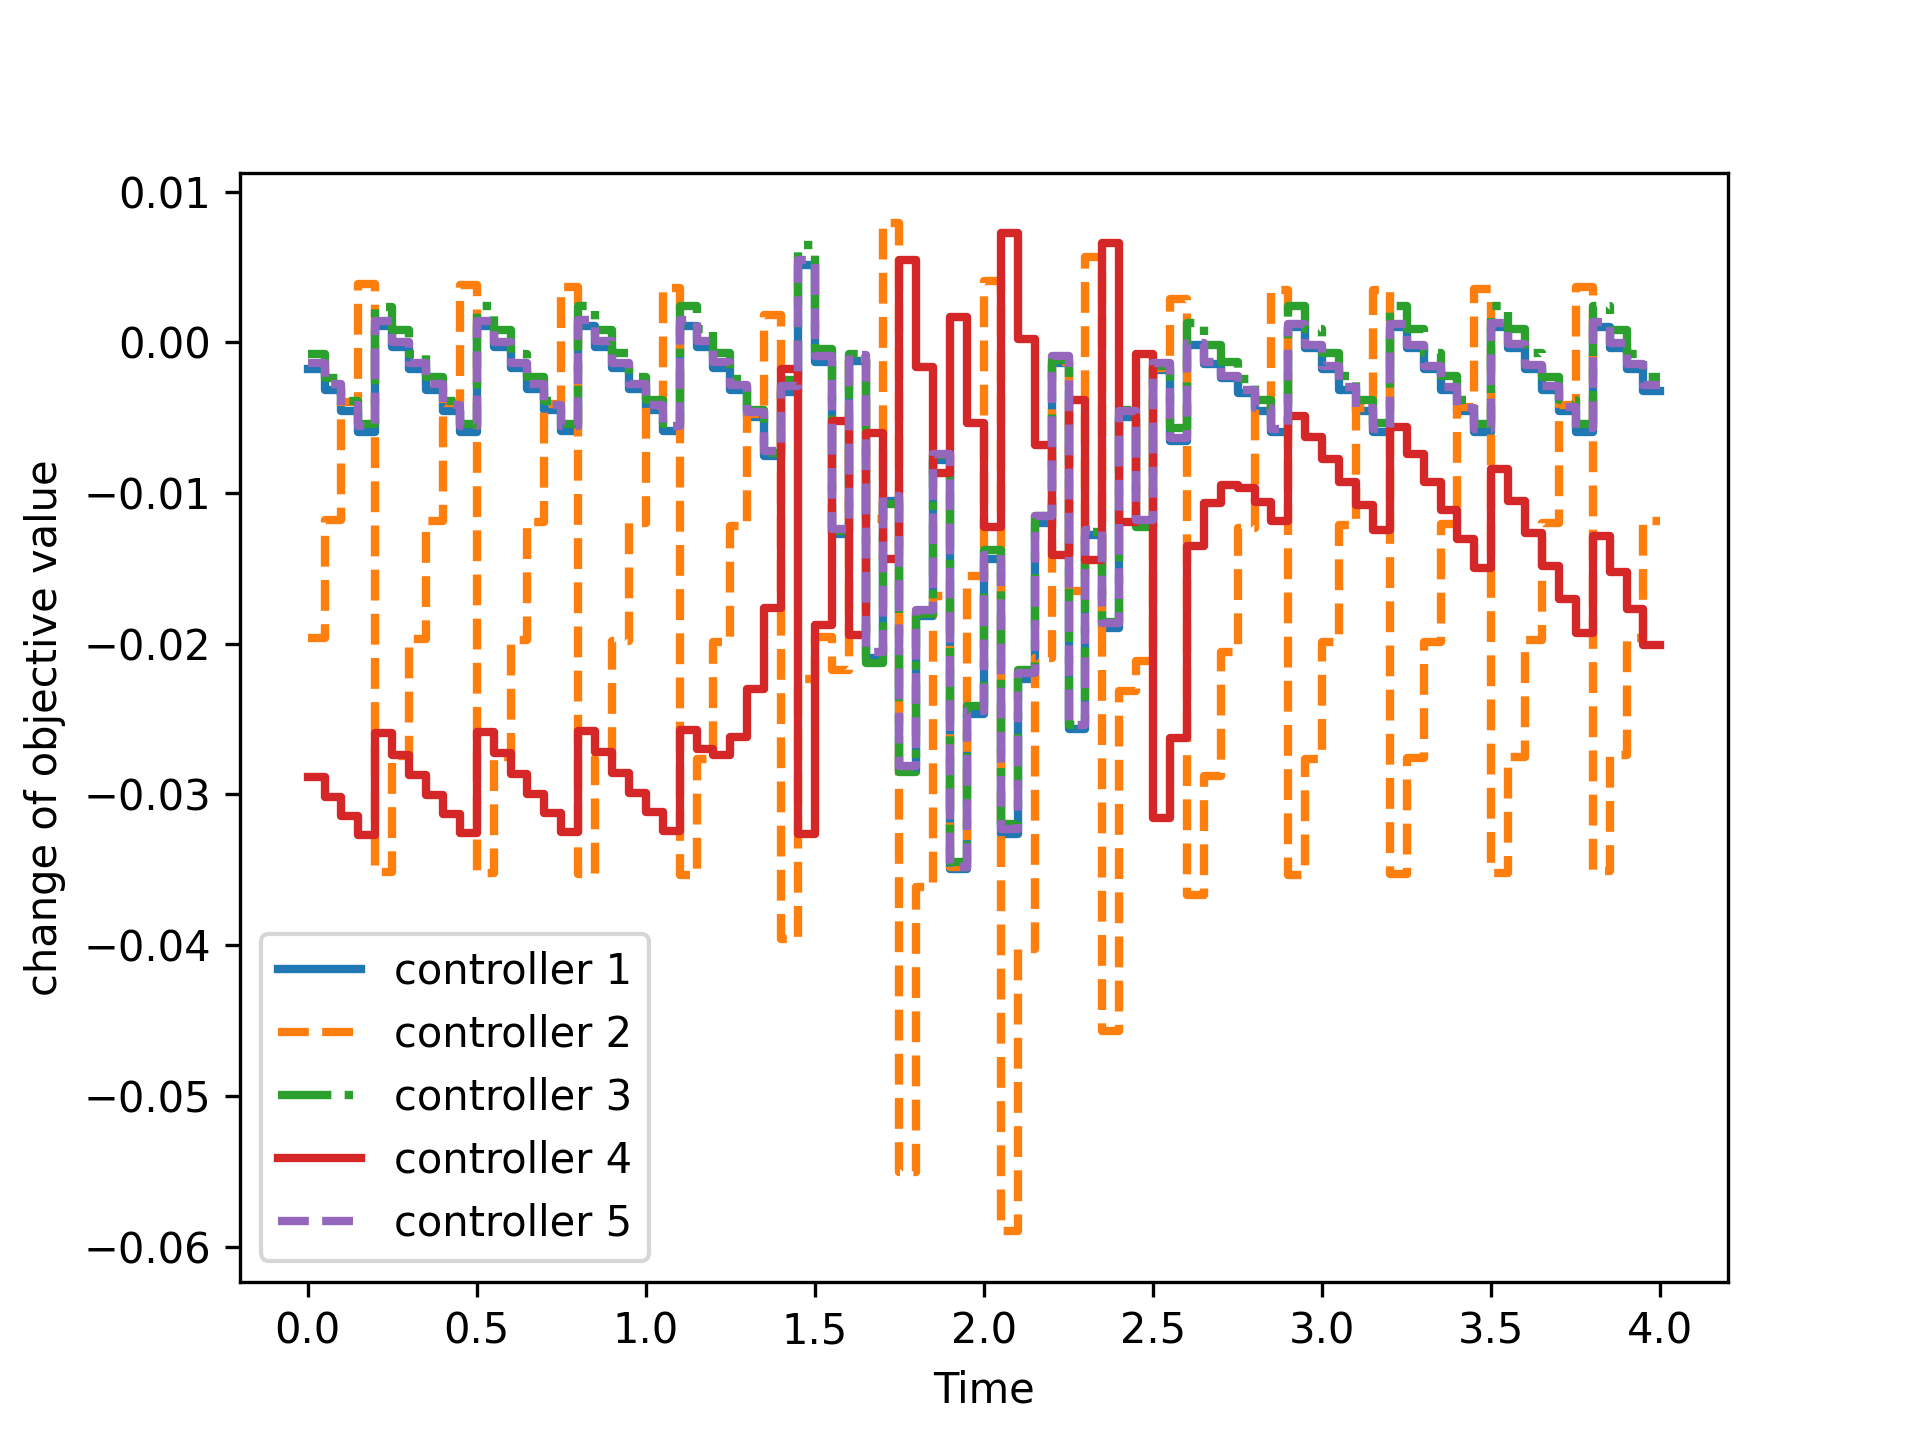 change of objective value
0.01
0.00
−0.01
−0.02
−0.03
−0.04
−0.05
−0.06
controller 1
controller 2
controller 3
controller 4
controller 5
0.0 0.5 1.0 1.5 2.0 2.5 3.0 3.5 4.0
Time